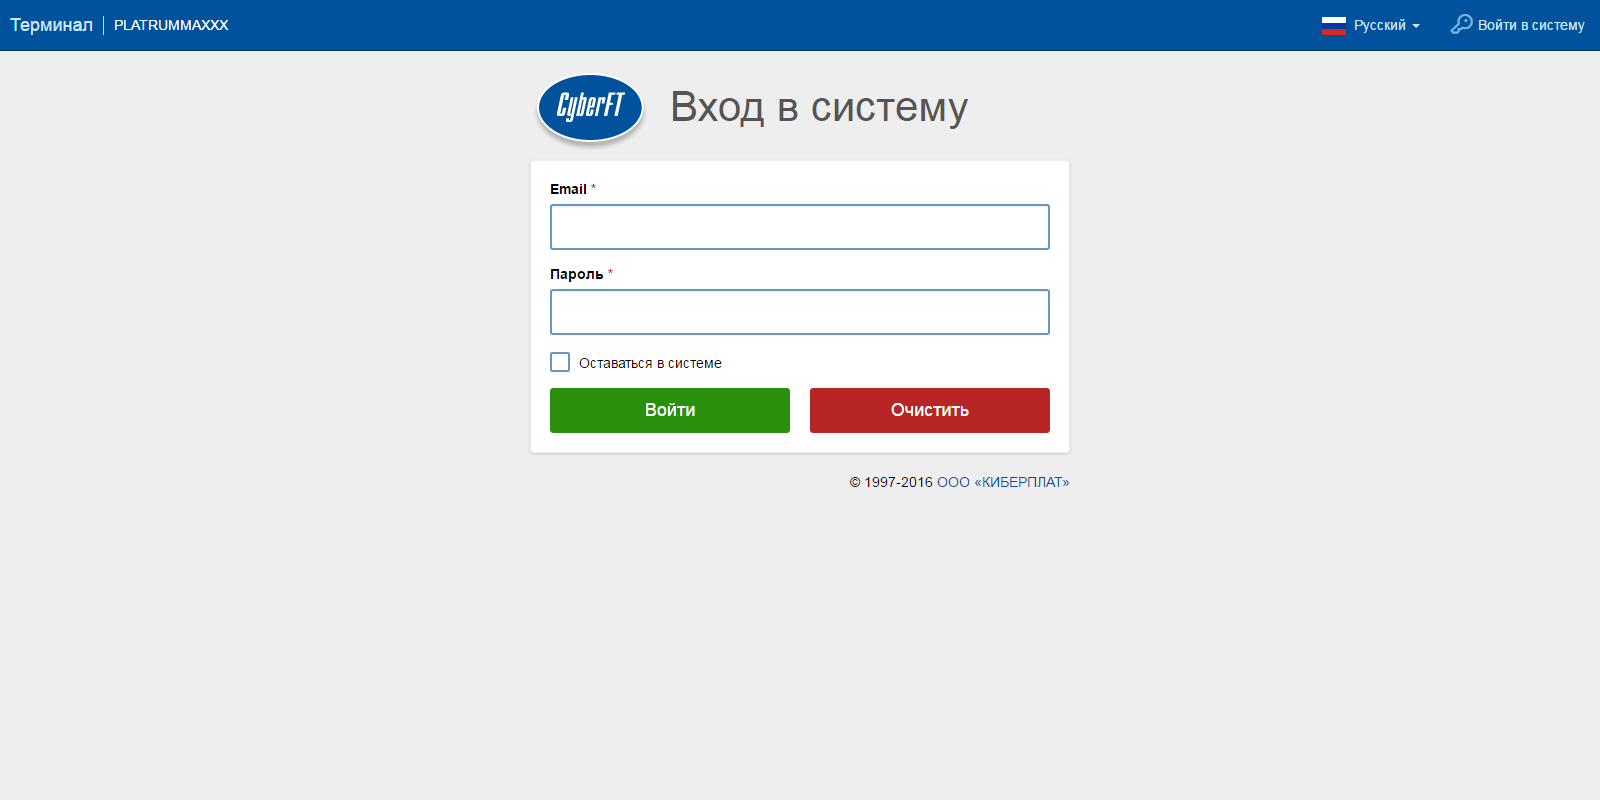 Терминал PLATRUMMAXXX Русский Войти в систему
CyberFT Вход в систему
Email *
Пароль *
Оставаться в системе
Войти Очистить
© 1997-2016 ООО «КИБЕРПЛАТ»